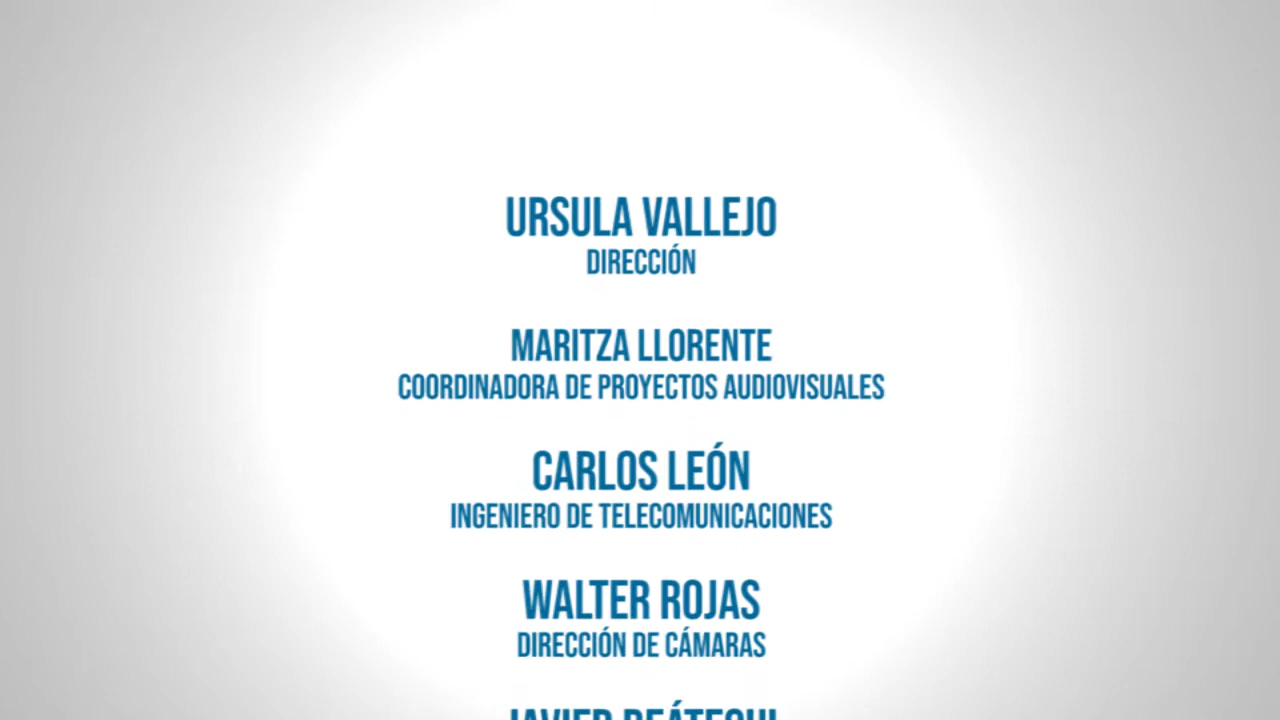 URSULA VALLEJO
DIRECCIÓN
MARITZA LLORENTE
COORDINADORA DE PROYECTOS AUDIOVISUALES
CARLOS LEÓN
INGENIERO DE TELECOMUNICACIONES
WALTER ROJAS
DIRECCIÓN DE CÁMARAS
JAVIER